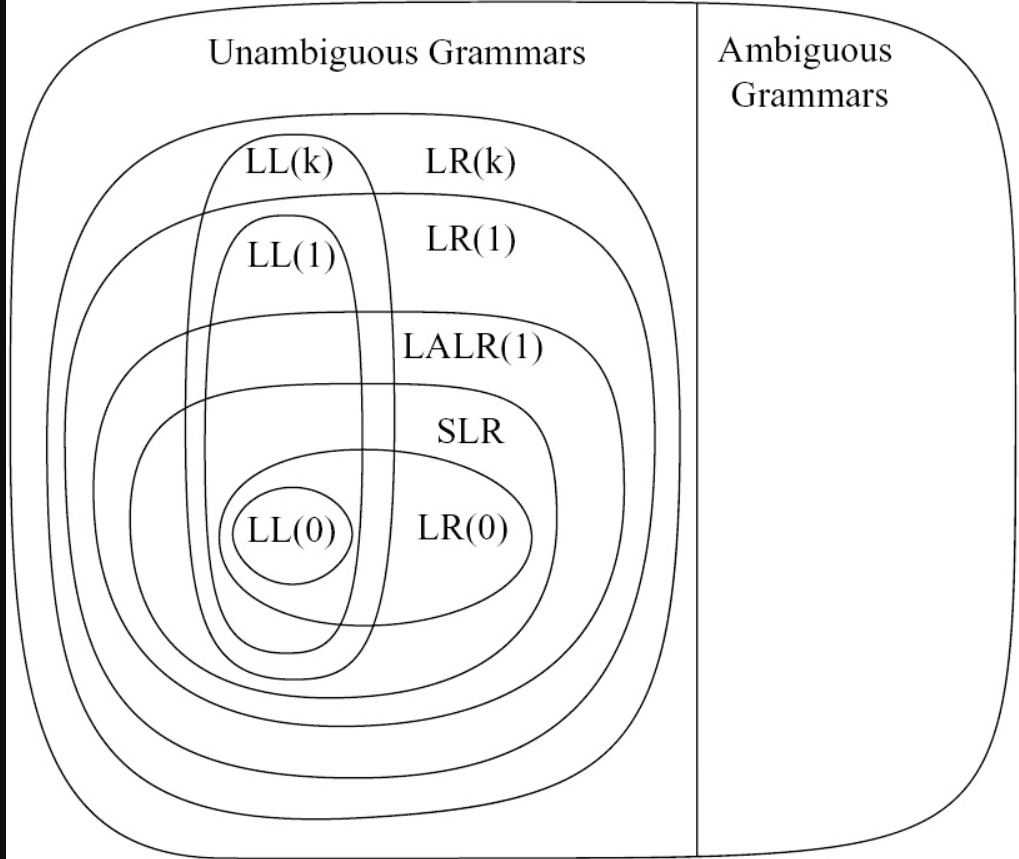 Unambiguous Grammars
Ambiguous
Grammars
LL(k)
LR(k)
LL(1)
LR(1)
LALR(1)
SLR
LL(0)
LR(0)